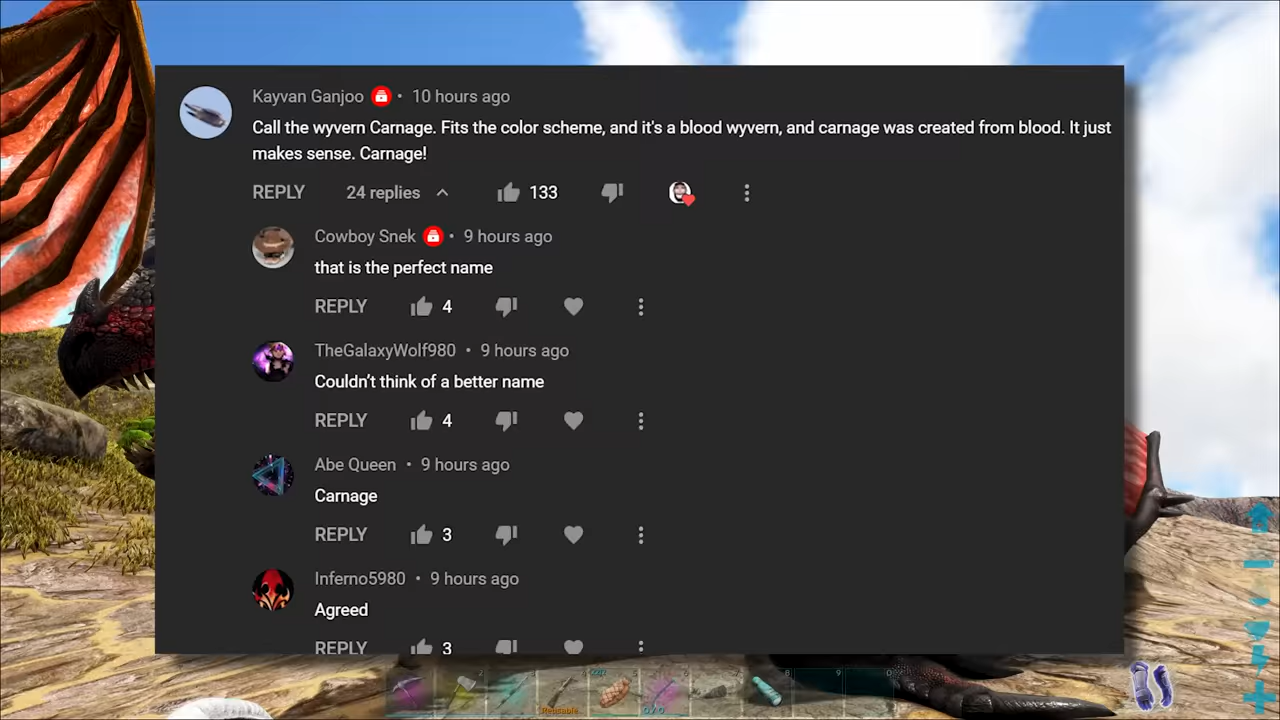 Kayvan Ganjoo • 10 hours ago
Call the wyvern Carnage. Fits the color scheme, and it's a blood wyvern, and carnage was created from blood. It just
makes sense. Carnage!
REPLY 24 replies 133
Cowboy Snek • 9 hours ago
that is the perfect name
REPLY 4
TheGalaxyWolf980 • 9 hours ago
Couldn’t think of a better name
REPLY 4
Abe Queen • 9 hours ago
Carnage
REPLY 3
Inferno5980 • 9 hours ago
Agreed
REPLY 3
Reusable
0 / 0